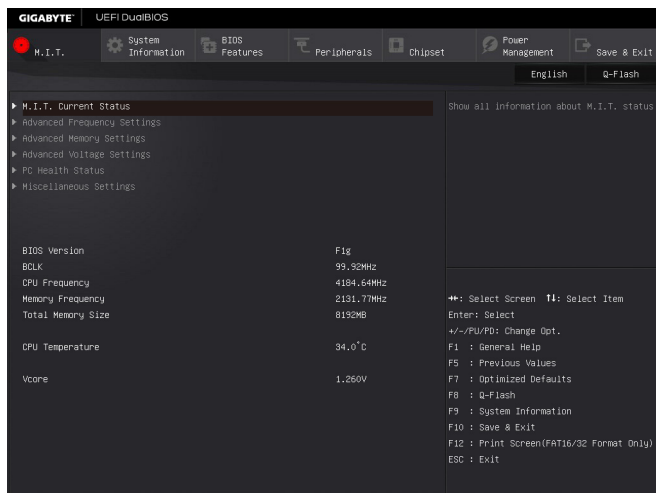 GIGABYTE™ UEFI DualBIOS
M.I.T. System Information BIOS Features Peripherals Chipset Power Management Save & Exit
English Q-Flash
M.I.T. Current Status
Advanced Frequency Settings
Advanced Memory Settings
Advanced Voltage Settings
PC Health Status
Miscellaneous Settings
Show all information about M.I.T. status
BIOS Version F1g
BCLK 99.92MHz
CPU Frequency 4184.64MHz
Memory Frequency 2131.77MHz
Total Memory Size 8192MB
CPU Temperature 34.0°C
Vcore 1.260V
→←: Select Screen ↑↓: Select Item
Enter: Select
+/-/PU/PD: Change Opt.
F1 : General Help
F5 : Previous Values
F7 : Optimized Defaults
F8 : Q-Flash
F9 : System Information
F10 : Save & Exit
F12 : Print Screen(FAT16/32 Format Only)
ESC : Exit